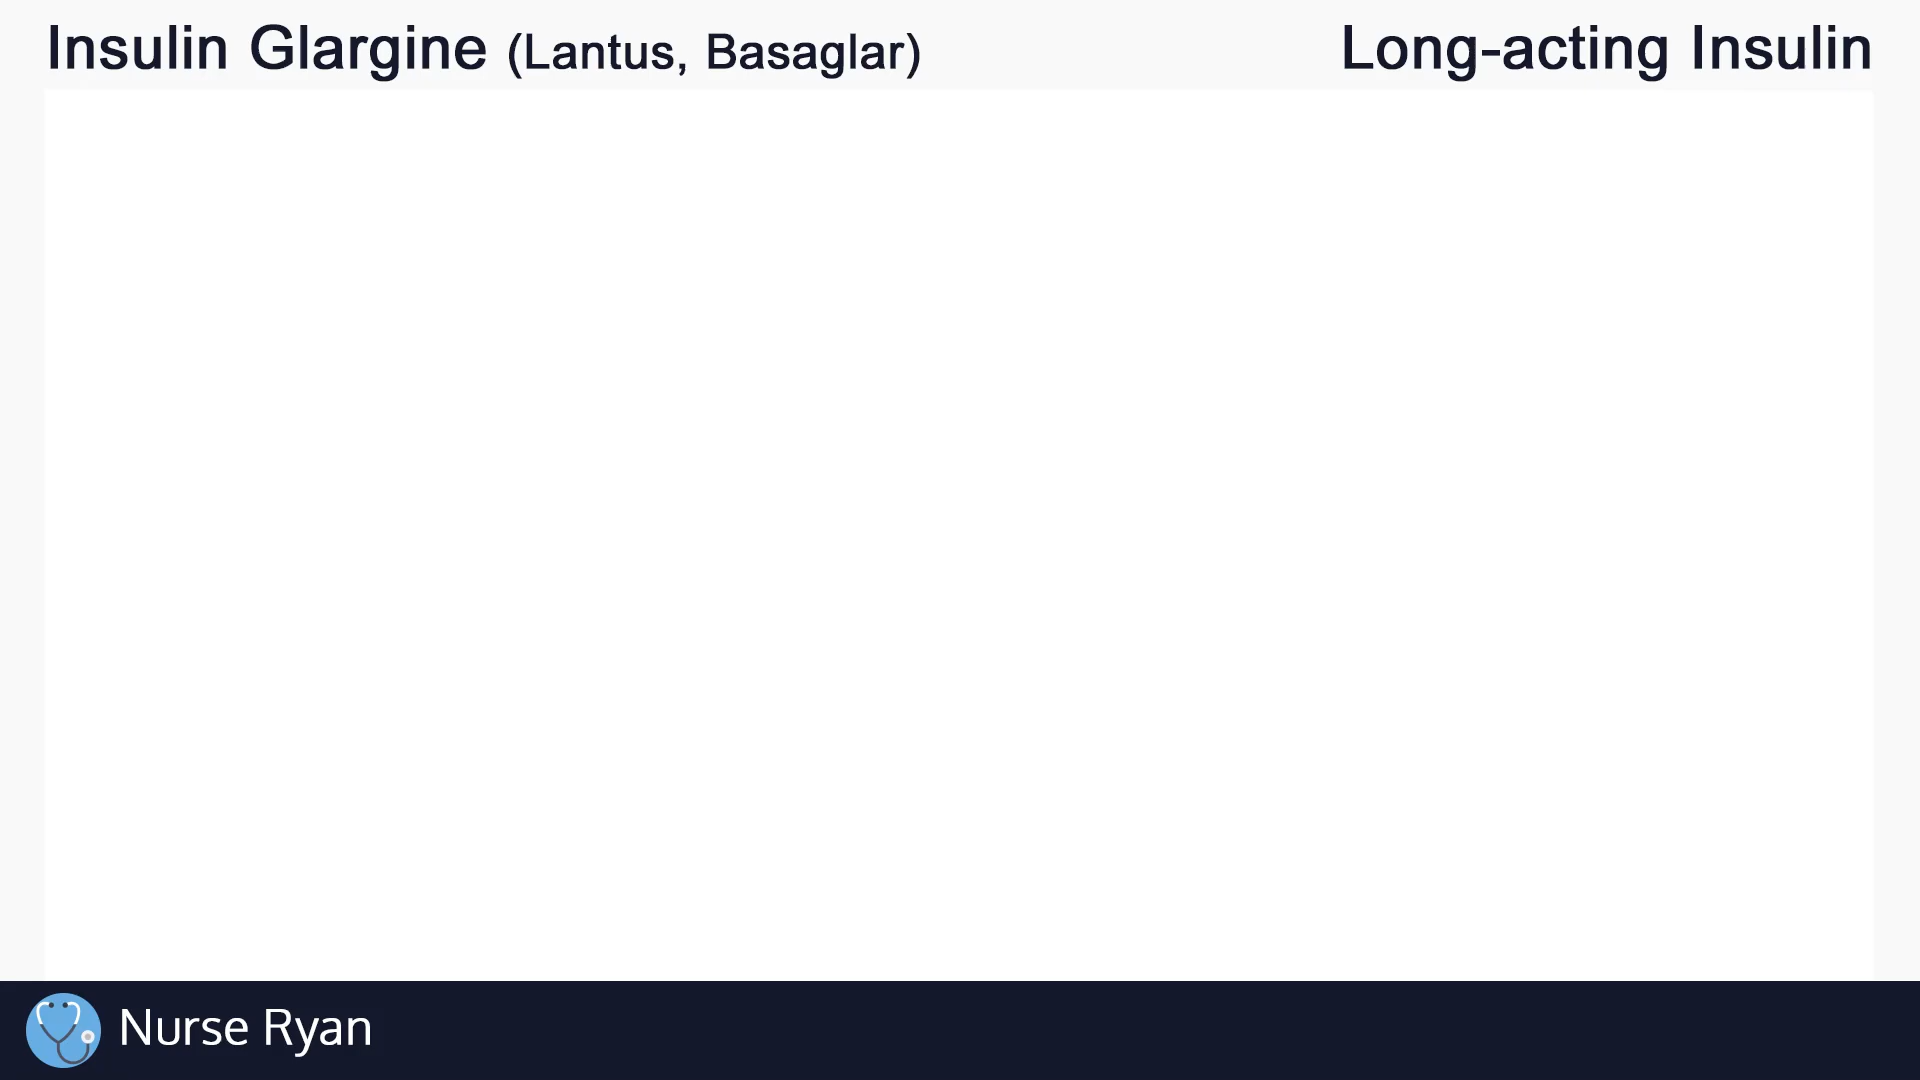 Insulin Glargine (Lantus, Basaglar)
Long-acting Insulin
Nurse Ryan